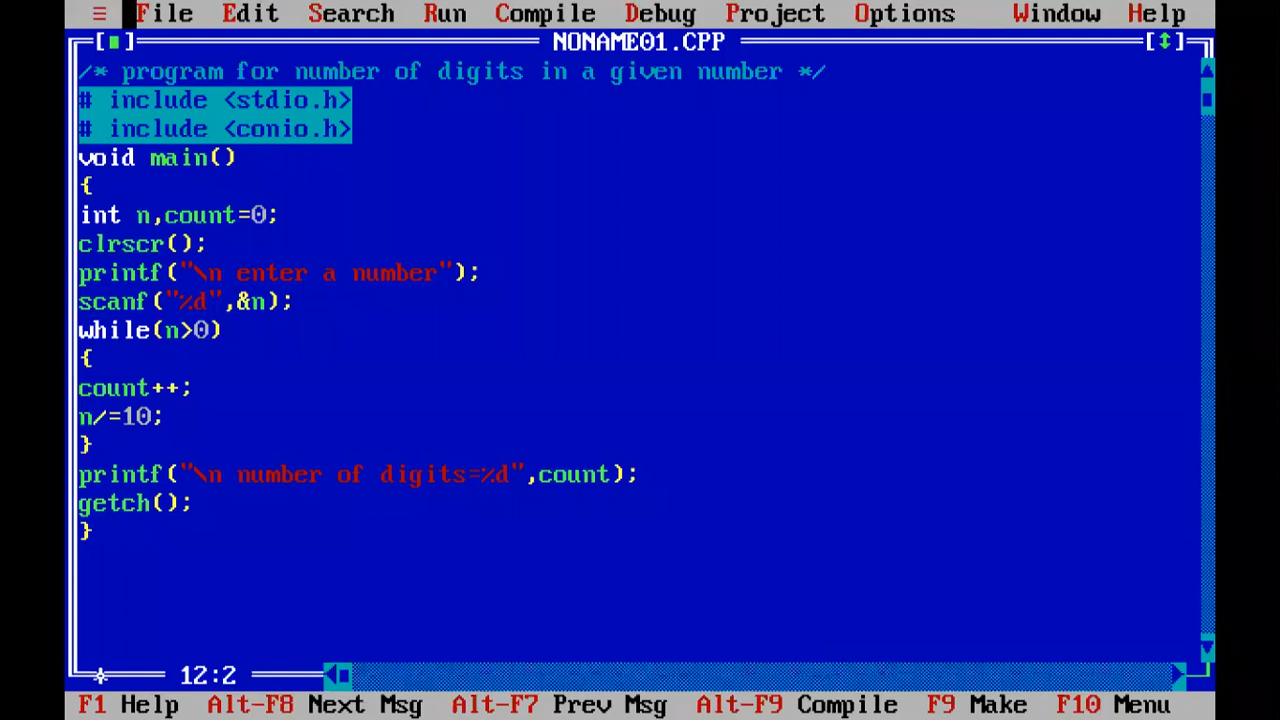 ≡ File Edit Search Run Compile Debug Project Options Window Help
[■] NONAME01.CPP [↕]
/* program for number of digits in a given number */
# include <stdio.h>
# include <conio.h>
void main()
{
int n,count=0;
clrscr();
printf("\n enter a number");
scanf("%d",&n);
while(n>0)
{
count++;
n/=10;
}
printf("\n number of digits=%d",count);
getch();
}
12:2
F1 Help Alt-F8 Next Msg Alt-F7 Prev Msg Alt-F9 Compile F9 Make F10 Menu